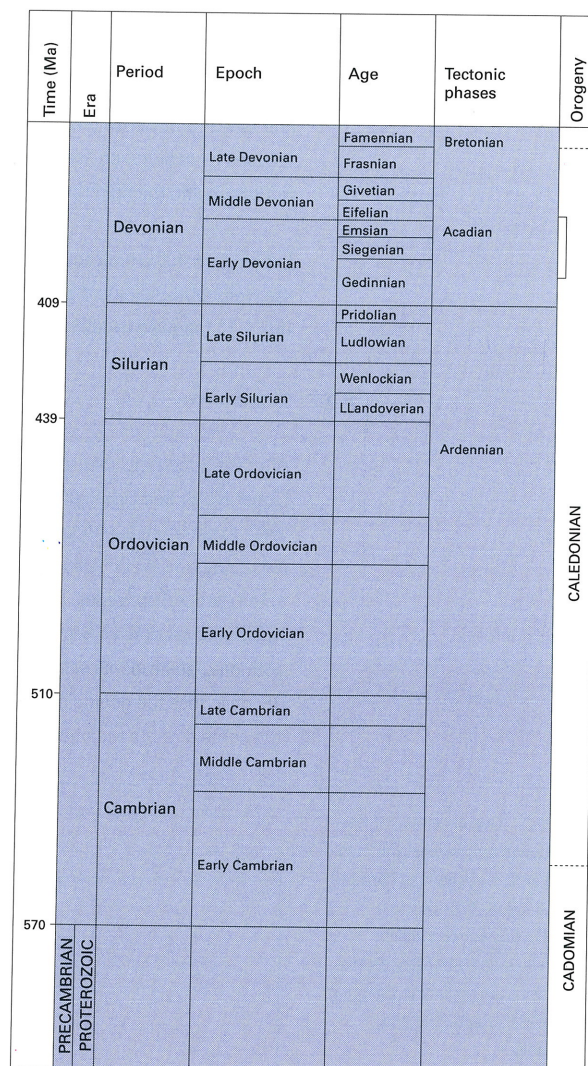 Time (Ma)
Era
Period
Epoch
Age
Tectonic
phases
Orogeny
Famennian
Bretonian
Late Devonian
Frasnian
Givetian
Middle Devonian
Eifelian
Devonian
Emsian
Acadian
Siegenian
Early Devonian
Gedinnian
409
Pridolian
Late Silurian
Ludlowian
Silurian
Wenlockian
Early Silurian
LLandoverian
439
Ardennian
Late Ordovician
Ordovician
Middle Ordovician
CALEDONIAN
Early Ordovician
510
Late Cambrian
Middle Cambrian
Cambrian
Early Cambrian
570
PRECAMBRIAN
PROTEROZOIC
CADOMIAN